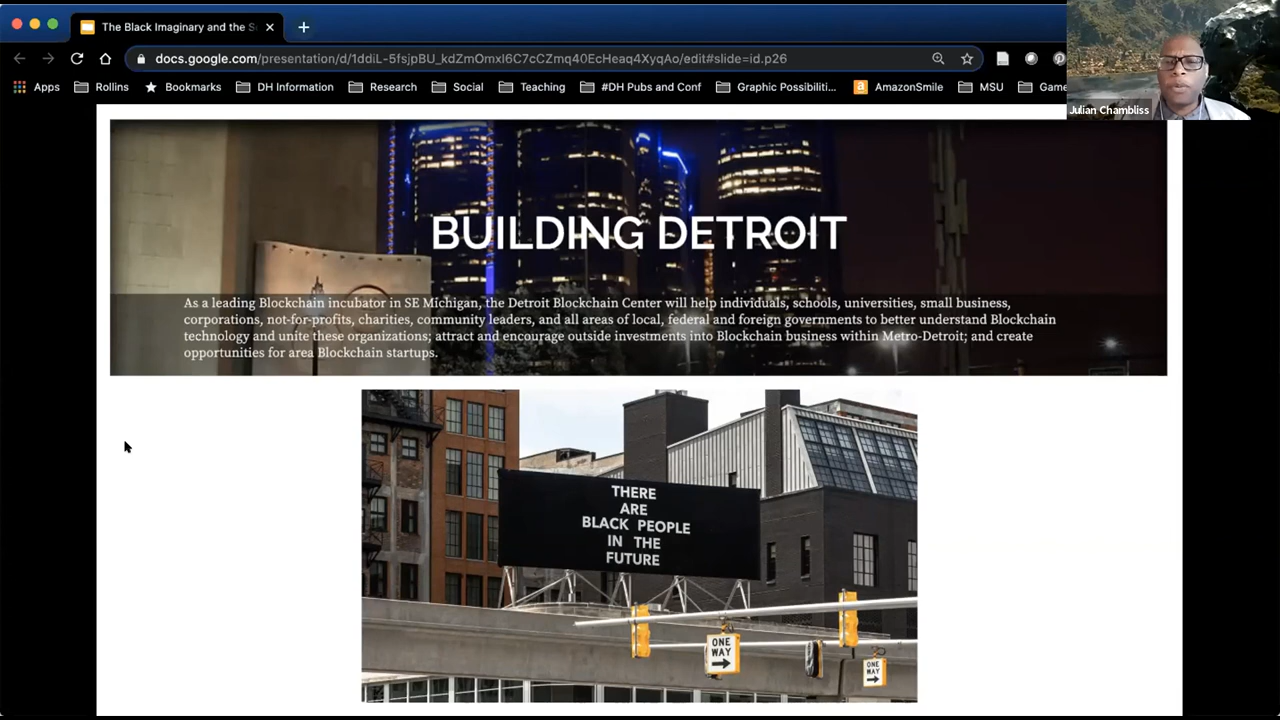 The Black Imaginary and the S
docs.google.com/presentation/d/1ddiL-5fsjpBU_kdZmOmxl6C7cCZmq40EcHeaq4XyqAo/edit#slide=id.p26
Apps Rollins Bookmarks DH Information Research Social Teaching #DH Pubs and Conf Graphic Possibiliti... AmazonSmile MSU Game
Julian Chambliss
BUILDING DETROIT
As a leading Blockchain incubator in SE Michigan, the Detroit Blockchain Center will help individuals, schools, universities, small business,
corporations, not-for-profits, charities, community leaders, and all areas of local, federal and foreign governments to better understand Blockchain
technology and unite these organizations; attract and encourage outside investments into Blockchain business within Metro-Detroit; and create
opportunities for area Blockchain startups.
THERE
ARE
BLACK PEOPLE
IN THE
FUTURE
ONE
WAY
ONE
WAY